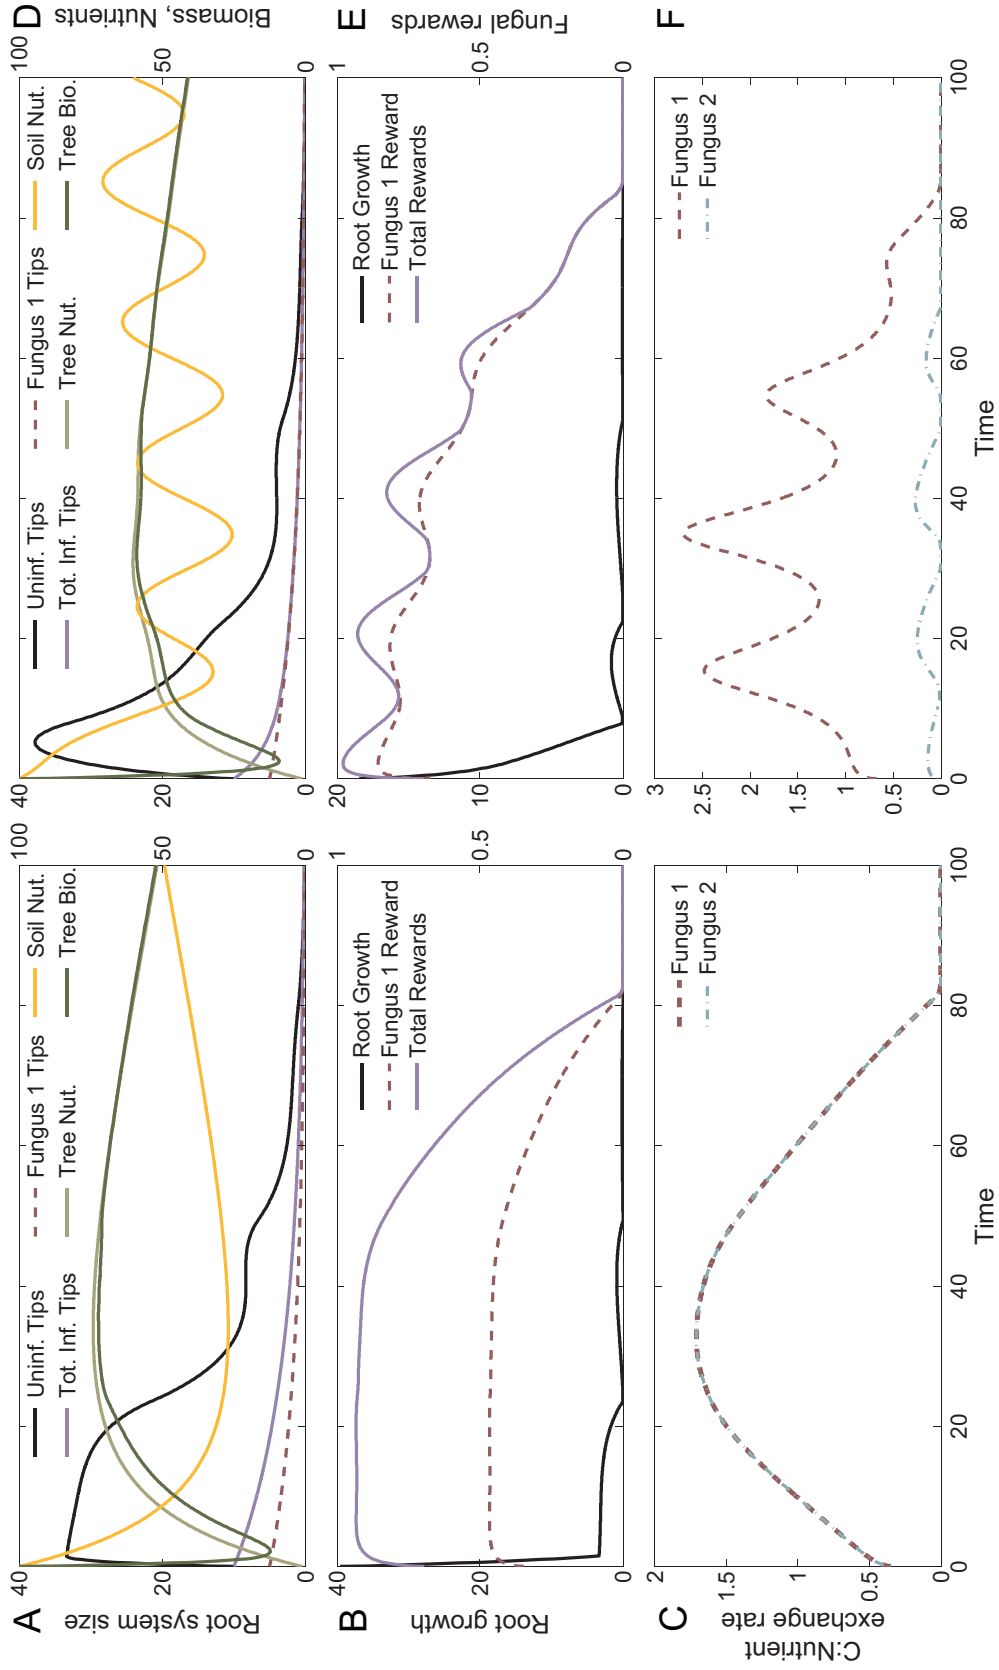 A
Root system size
40
20
0
100
50
0
Uninf. Tips
Fungus 1 Tips
Soil Nut.
Tot. Inf. Tips
Tree Nut.
Tree Bio.
D
Biomass, Nutrients
40
20
0
100
50
0
Uninf. Tips
Fungus 1 Tips
Soil Nut.
Tot. Inf. Tips
Tree Nut.
Tree Bio.
B
Root growth
40
20
0
1
0.5
0
Root Growth
Fungus 1 Reward
Total Rewards
E
Fungal rewards
20
10
0
1
0.5
0
Root Growth
Fungus 1 Reward
Total Rewards
C
C:Nutrient
exchange rate
2
1.5
1
0.5
0
Fungus 1
Fungus 2
0 20 40 60 80 100
Time
F
3
2.5
2
1.5
1
0.5
0
Fungus 1
Fungus 2
0 20 40 60 80 100
Time